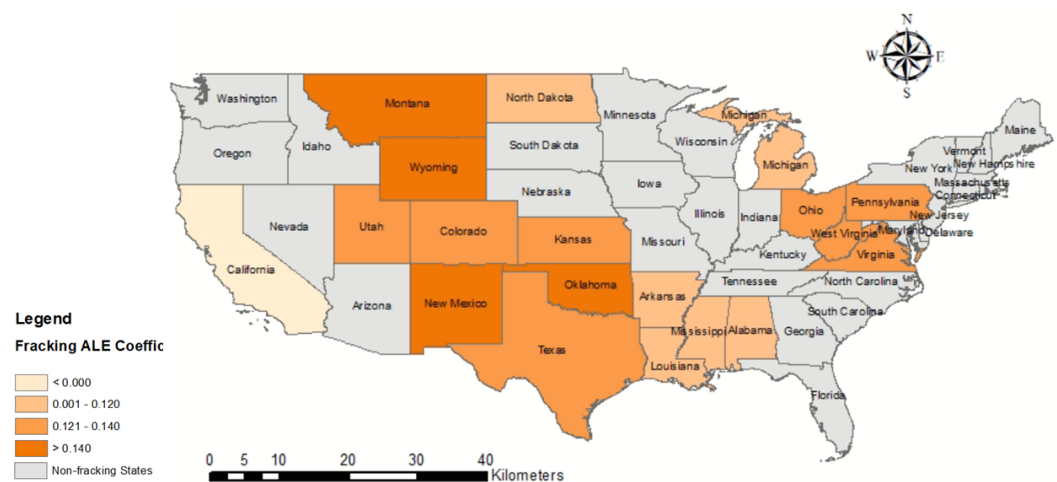 N
W E
S
Washington
Montana
North Dakota
Minnesota
Michigan
Maine
Oregon
Idaho
Wyoming
South Dakota
Wisconsin
Michigan
Vermont
New York
New Hampshire
Massachusetts
Connecticut
Nebraska
Iowa
Pennsylvania
New Jersey
Nevada
Utah
Colorado
Kansas
Illinois
Indiana
Ohio
West Virginia
Maryland
Delaware
Virginia
Missouri
Kentucky
California
Arizona
New Mexico
Oklahoma
Arkansas
Tennessee
North Carolina
South Carolina
Texas
Mississippi
Alabama
Georgia
Louisiana
Florida
Legend
Fracking ALE Coeffic
< 0.000
0.001 - 0.120
0.121 - 0.140
> 0.140
Non-fracking States
0 5 10 20 30 40
Kilometers